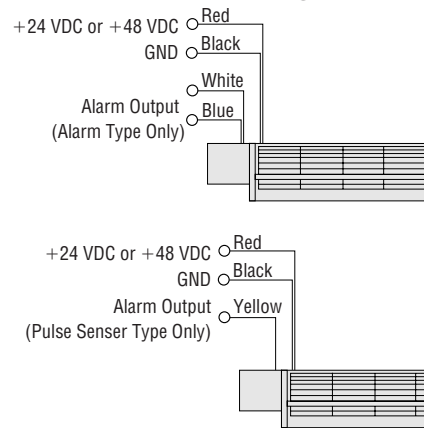 +24 VDC or +48 VDC Red
GND Black
White
Alarm Output Blue
(Alarm Type Only)
+24 VDC or +48 VDC Red
GND Black
Alarm Output Yellow
(Pulse Senser Type Only)